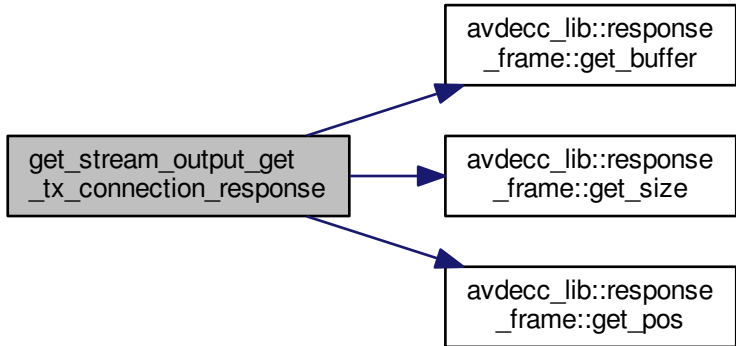 get_stream_output_get
_tx_connection_response
avdecc_lib::response
_frame::get_buffer
avdecc_lib::response
_frame::get_size
avdecc_lib::response
_frame::get_pos